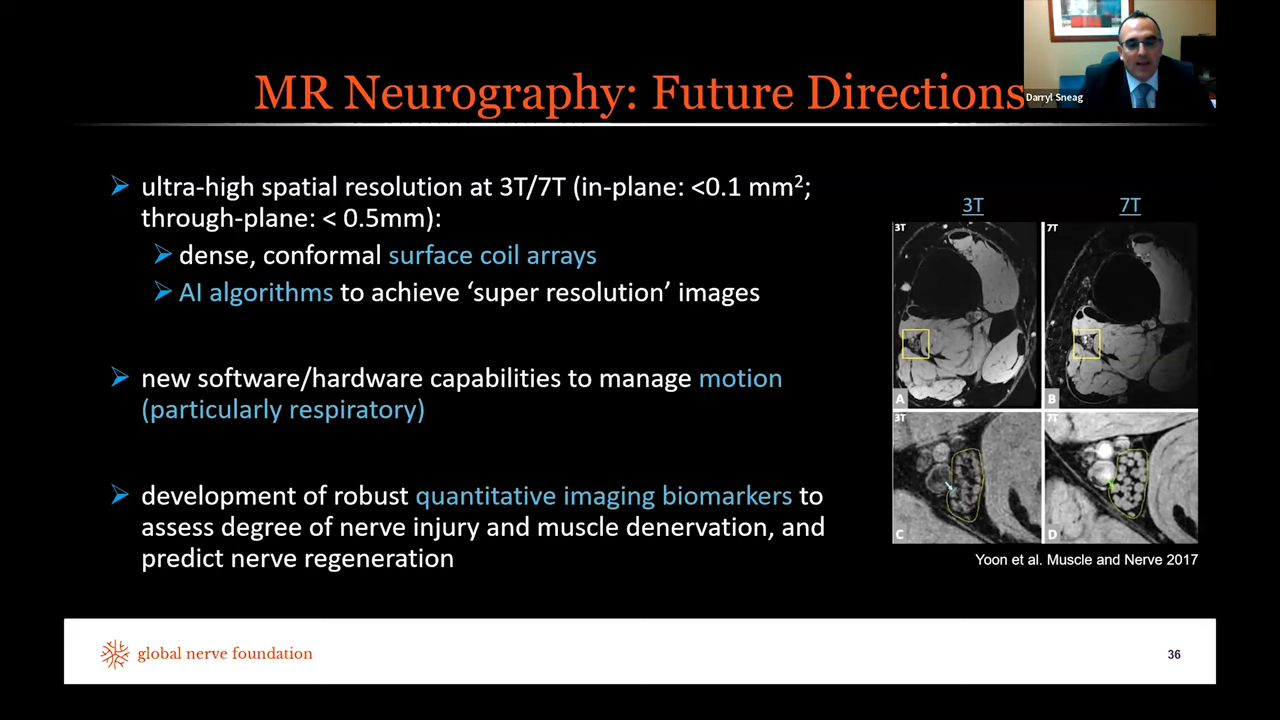 MR Neurography: Future Directions
Darryl Sneag
ultra-high spatial resolution at 3T/7T (in-plane: <0.1 mm²;
through-plane: < 0.5mm):
dense, conformal surface coil arrays
AI algorithms to achieve ‘super resolution’ images
new software/hardware capabilities to manage motion
(particularly respiratory)
development of robust quantitative imaging biomarkers to
assess degree of nerve injury and muscle denervation, and
predict nerve regeneration
3T
7T
3T
7T
A
B
3T
7T
C
D
Yoon et al. Muscle and Nerve 2017
global nerve foundation
36